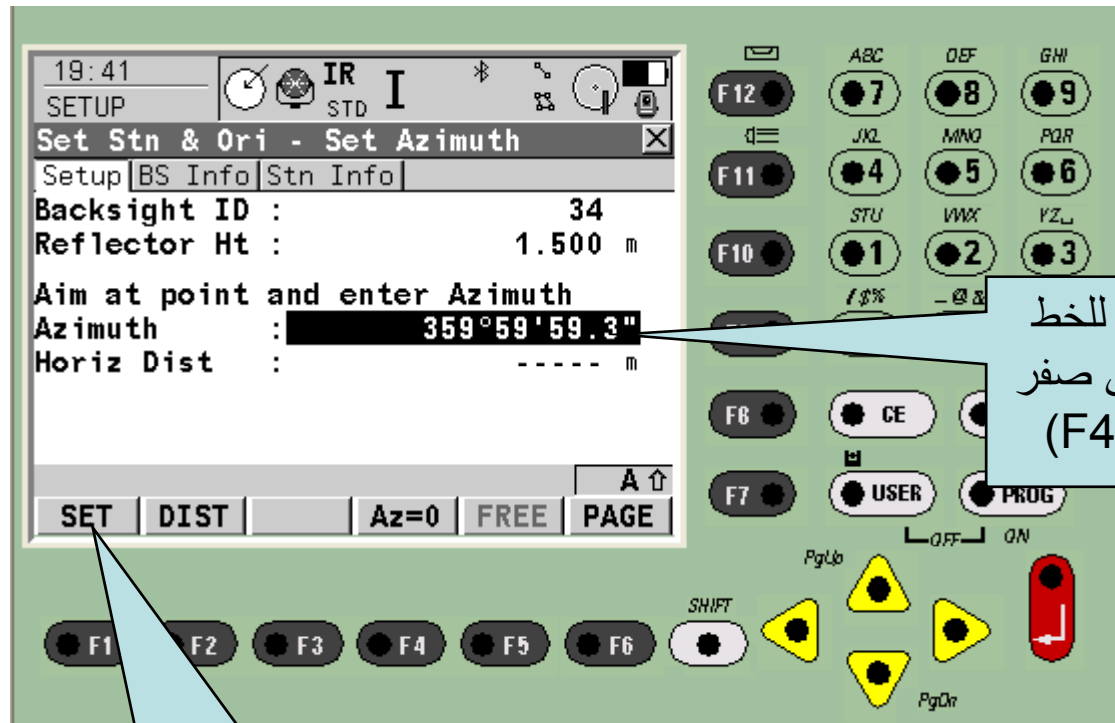 19:41
SETUP
IR
STD
I
Set Stn & Ori - Set Azimuth
Setup BS Info Stn Info
Backsight ID : 34
Reflector Ht : 1.500 m
Aim at point and enter Azimuth
Azimuth : 359°59'59.3"
Horiz Dist : ----- m
A
SET DIST Az=0 FREE PAGE
F12
F11
F10
F8
F7
ABC DEF GHI
7 8 9
JKL MNO PQR
4 5 6
STU VWX YZ
1 2 3
/$% _@&
للخط
صفر
(F4
CE
USER PROG
OFF ON
PgUp
SHIFT
F1 F2 F3 F4 F5 F6
PgDn